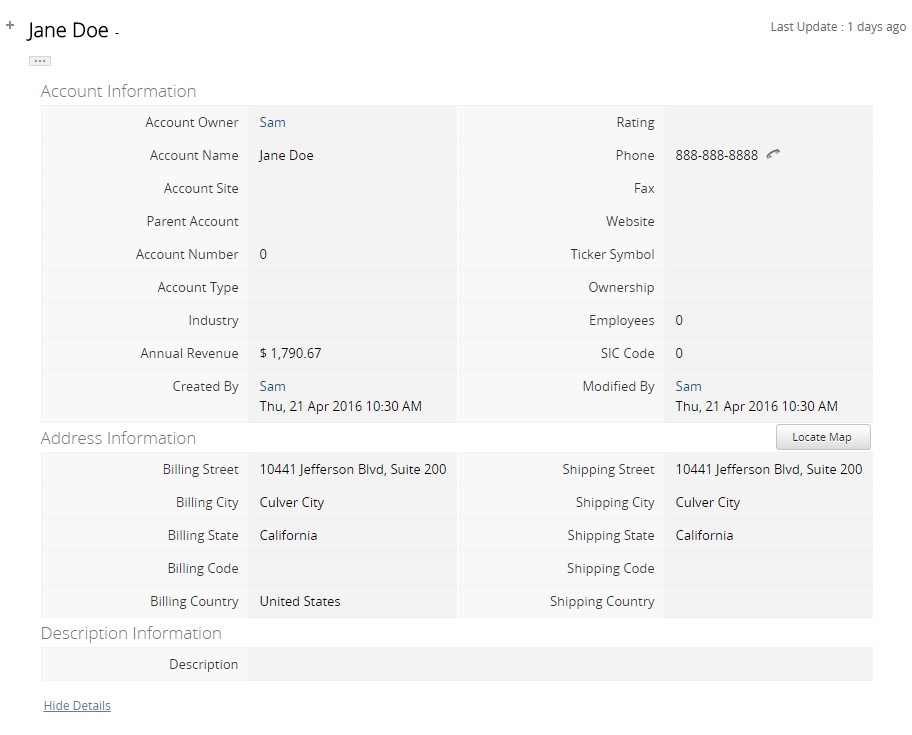 + Jane Doe -
Last Update : 1 days ago
...
Account Information
Account Owner Sam Rating
Account Name Jane Doe Phone 888-888-8888
Account Site Fax
Parent Account Website
Account Number 0 Ticker Symbol
Account Type Ownership
Industry Employees 0
Annual Revenue $ 1,790.67 SIC Code 0
Created By Sam Modified By Sam
Thu, 21 Apr 2016 10:30 AM Thu, 21 Apr 2016 10:30 AM
Address Information Locate Map
Billing Street 10441 Jefferson Blvd, Suite 200 Shipping Street 10441 Jefferson Blvd, Suite 200
Billing City Culver City Shipping City Culver City
Billing State California Shipping State California
Billing Code Shipping Code
Billing Country United States Shipping Country
Description Information
Description
Hide Details